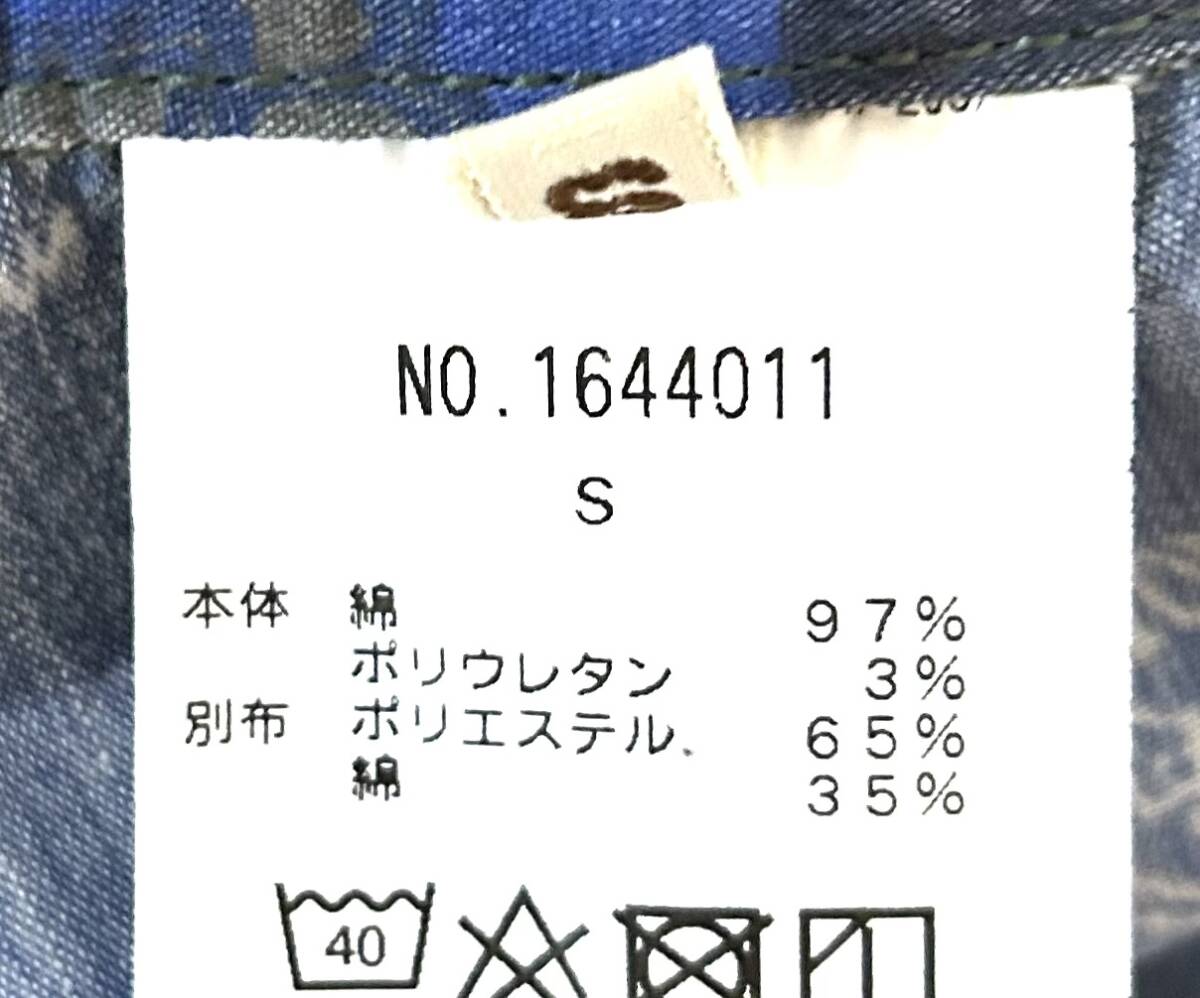 NO.1644011
S
本体 綿 97%
ポリウレタン 3%
別布 ポリエステル 65%
綿 35%
40